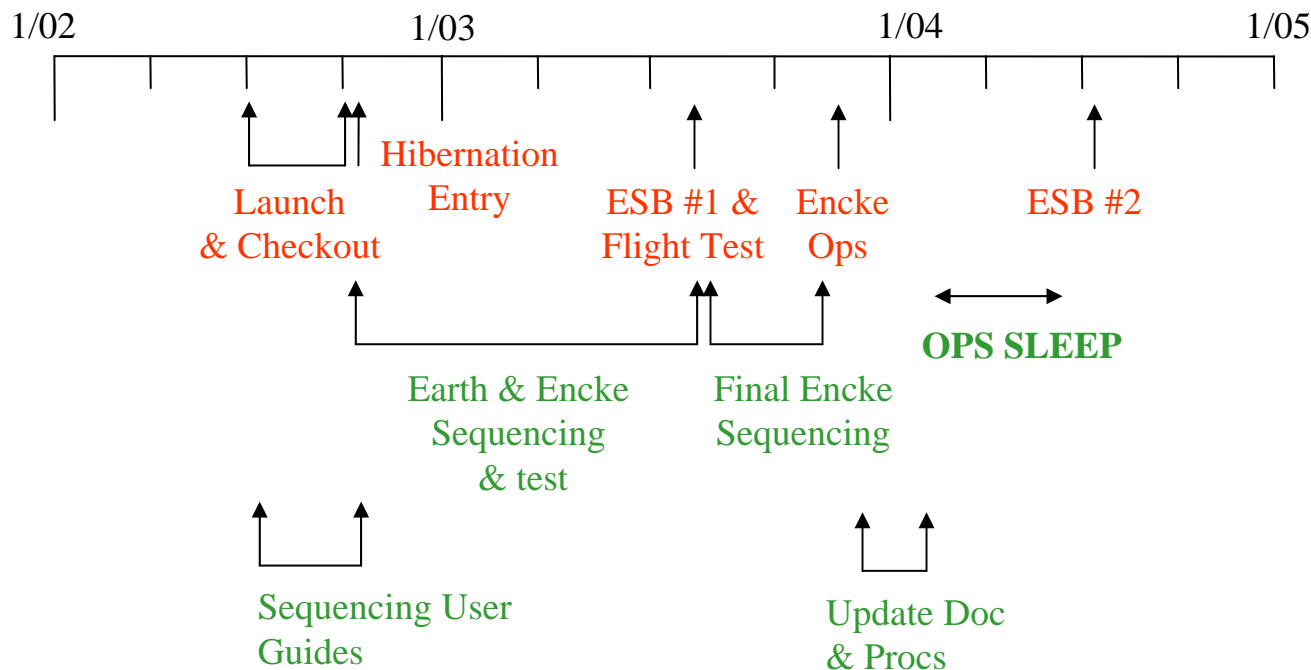 1/02
1/03
1/04
1/05
Hibernation
Entry
Launch
& Checkout
ESB #1 &
Flight Test
Encke
Ops
ESB #2
OPS SLEEP
Earth & Encke
Sequencing
& test
Final Encke
Sequencing
Sequencing User
Guides
Update Doc
& Procs